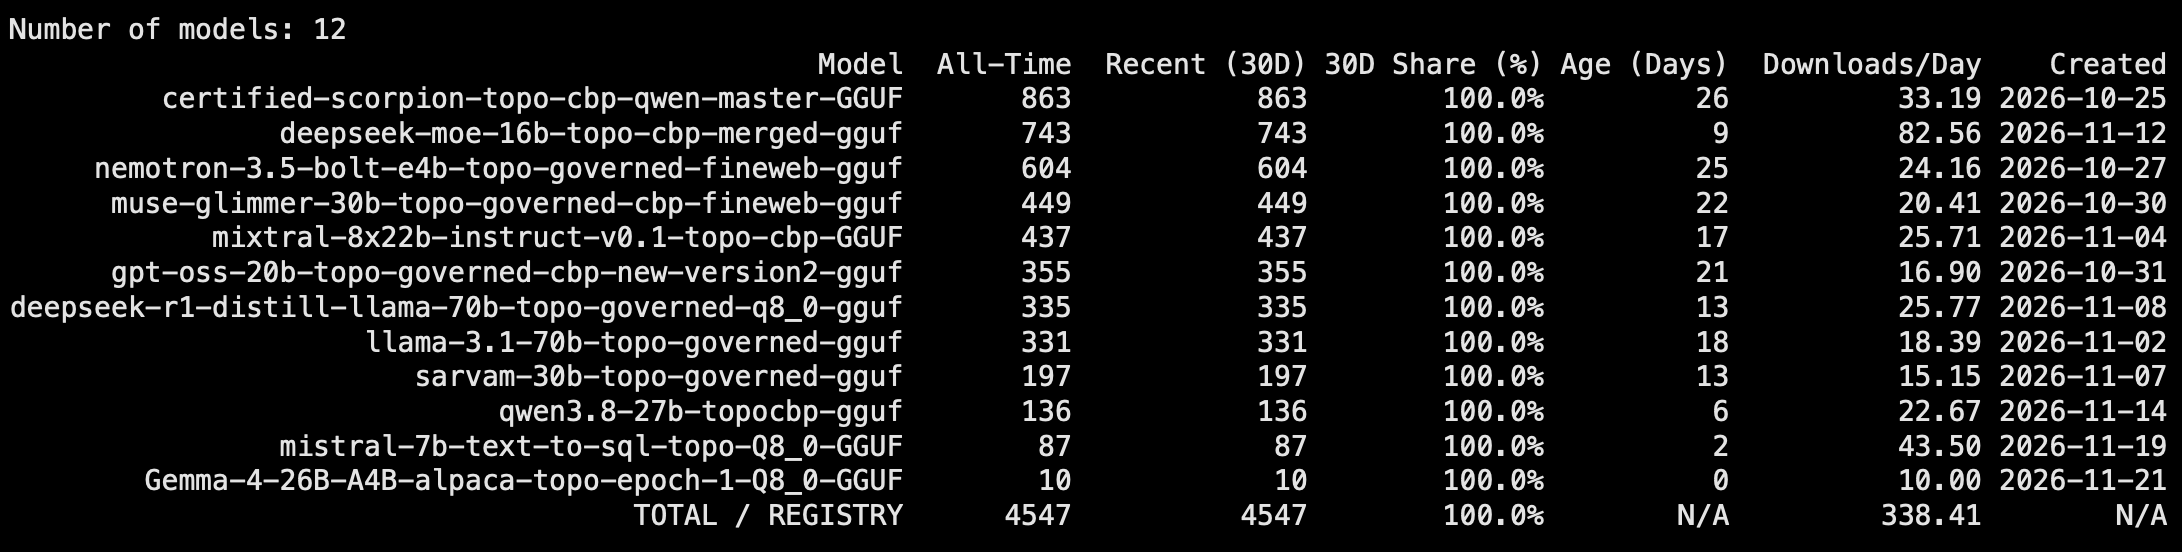 Number of models: 12
Model All-Time Recent (30D) 30D Share (%) Age (Days) Downloads/Day Created
certified-scorpion-topo-cbp-qwen-master-GGUF 863 863 100.0% 26 33.19 2026-10-25
deepseek-moe-16b-topo-cbp-merged-gguf 743 743 100.0% 9 82.56 2026-11-12
nemotron-3.5-bolt-e4b-topo-governed-fineweb-gguf 604 604 100.0% 25 24.16 2026-10-27
muse-glimmer-30b-topo-governed-cbp-fineweb-gguf 449 449 100.0% 22 20.41 2026-10-30
mixtral-8x22b-instruct-v0.1-topo-cbp-GGUF 437 437 100.0% 17 25.71 2026-11-04
gpt-oss-20b-topo-governed-cbp-new-version2-gguf 355 355 100.0% 21 16.90 2026-10-31
deepseek-r1-distill-llama-70b-topo-governed-q8_0-gguf 335 335 100.0% 13 25.77 2026-11-08
llama-3.1-70b-topo-governed-gguf 331 331 100.0% 18 18.39 2026-11-02
sarvam-30b-topo-governed-gguf 197 197 100.0% 13 15.15 2026-11-07
qwen3.8-27b-topocbp-gguf 136 136 100.0% 6 22.67 2026-11-14
mistral-7b-text-to-sql-topo-Q8_0-GGUF 87 87 100.0% 2 43.50 2026-11-19
Gemma-4-26B-A4B-alpaca-topo-epoch-1-Q8_0-GGUF 10 10 100.0% 0 10.00 2026-11-21
TOTAL / REGISTRY 4547 4547 100.0% N/A 338.41 N/A